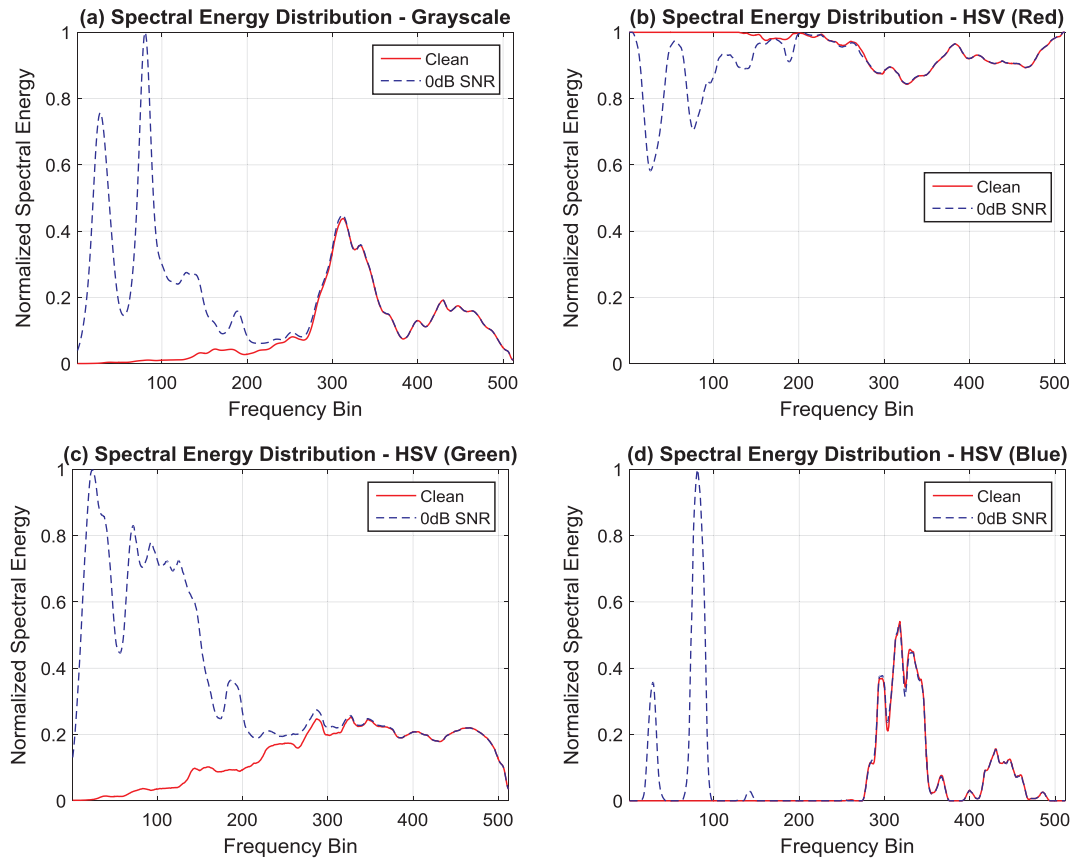 (a) Spectral Energy Distribution - Grayscale
1
0.8
0.6
0.4
0.2
0
Normalized Spectral Energy
Clean
0dB SNR
100 200 300 400 500
Frequency Bin
(b) Spectral Energy Distribution - HSV (Red)
1
0.8
0.6
0.4
0.2
0
Normalized Spectral Energy
Clean
0dB SNR
100 200 300 400 500
Frequency Bin
(c) Spectral Energy Distribution - HSV (Green)
1
0.8
0.6
0.4
0.2
0
Normalized Spectral Energy
Clean
0dB SNR
100 200 300 400 500
Frequency Bin
(d) Spectral Energy Distribution - HSV (Blue)
1
0.8
0.6
0.4
0.2
0
Normalized Spectral Energy
Clean
0dB SNR
100 200 300 400 500
Frequency Bin